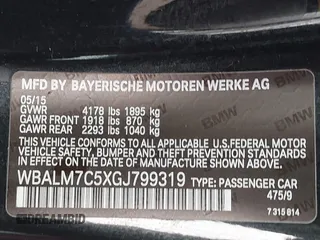 MFD BY BAYERISCHE MOTOREN WERKE AG
05/15
GVWR 4178 lbs 1895 kg
GAWR FRONT 1918 lbs 870 kg
GAWR REAR 2293 lbs 1040 kg
THIS VEHICLE CONFORMS TO ALL APPLICABLE U.S.FEDERAL MOTOR
VEHICLE SAFETY, BUMPER, AND THEFT PREVENTION STANDARDS
IN EFFECT ON THE DATE OF MANUFACTURE SHOWN ABOVE.
WBALM7C5XGJ799319 TYPE: PASSENGER CAR
475/9
7315614
DREAMBID